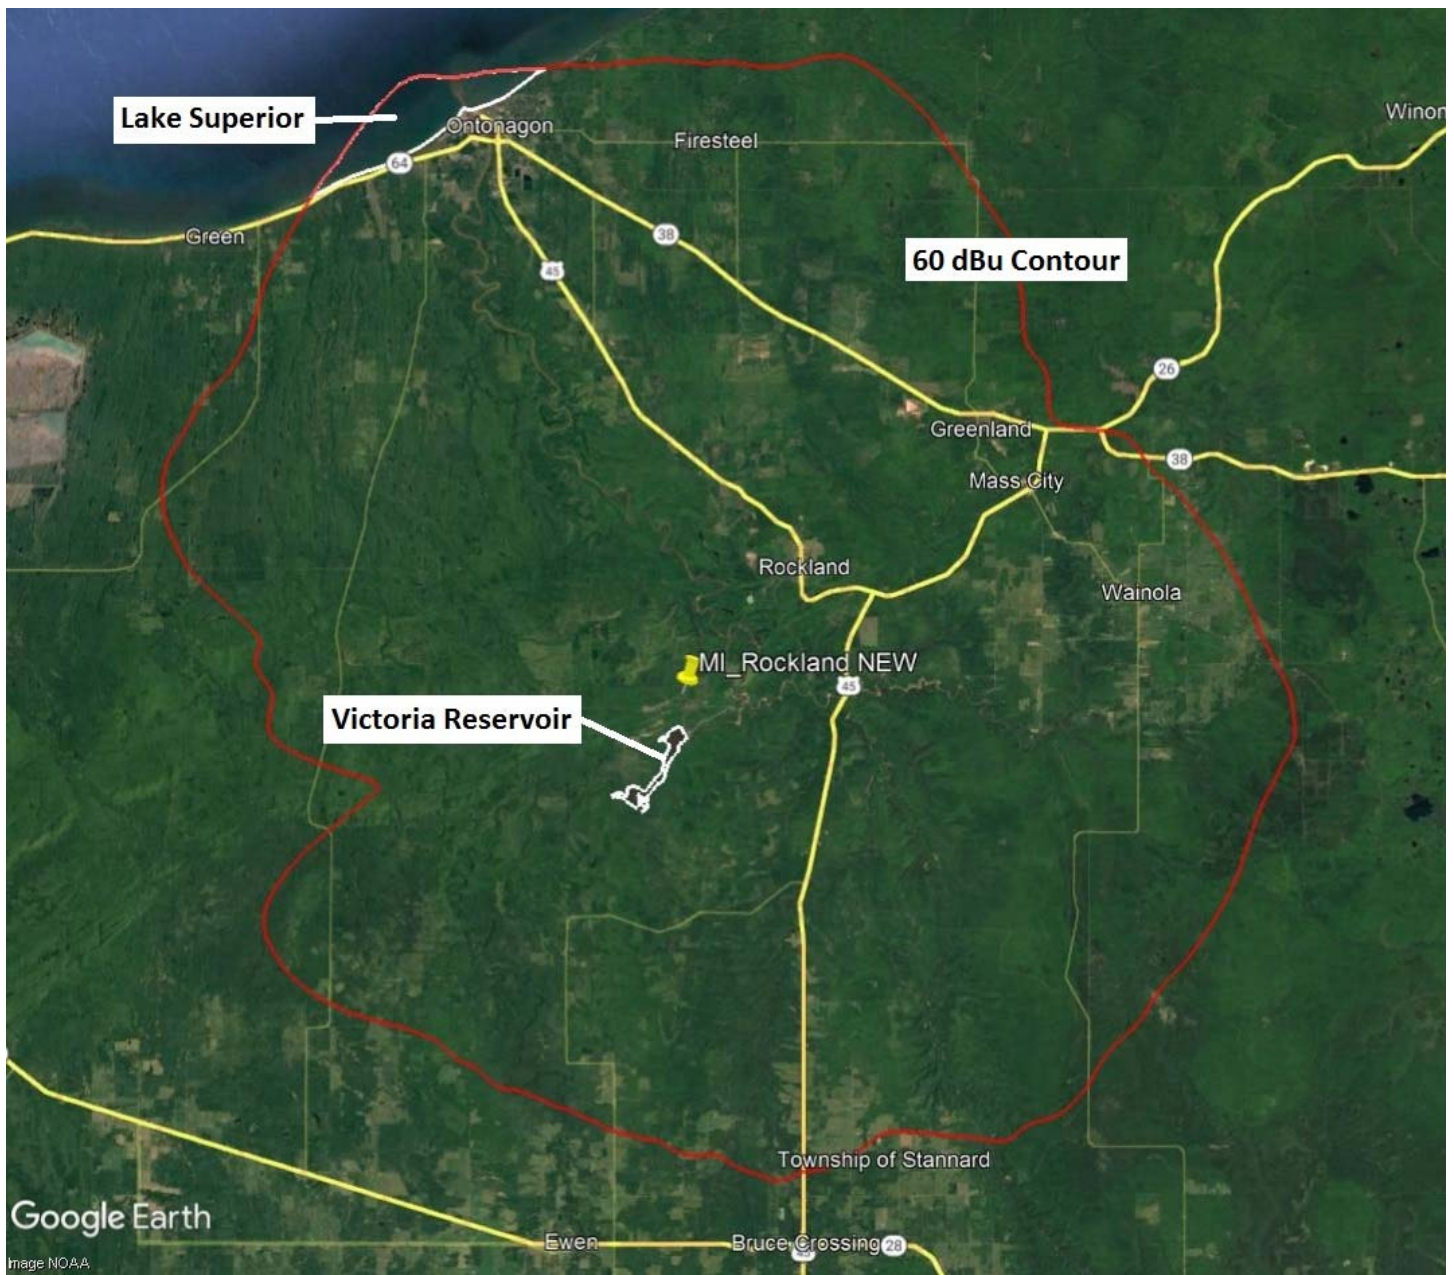 Lake Superior
Ontonagon
Firesteel
Winon
64
Green
38
45
60 dBu Contour
26
Greenland
38
Mass City
Rockland
Wainola
MI_Rockland NEW
45
Victoria Reservoir
Township of Stannard
Google Earth
Ewen
Bruce Crossing
28
45
Image NOAA